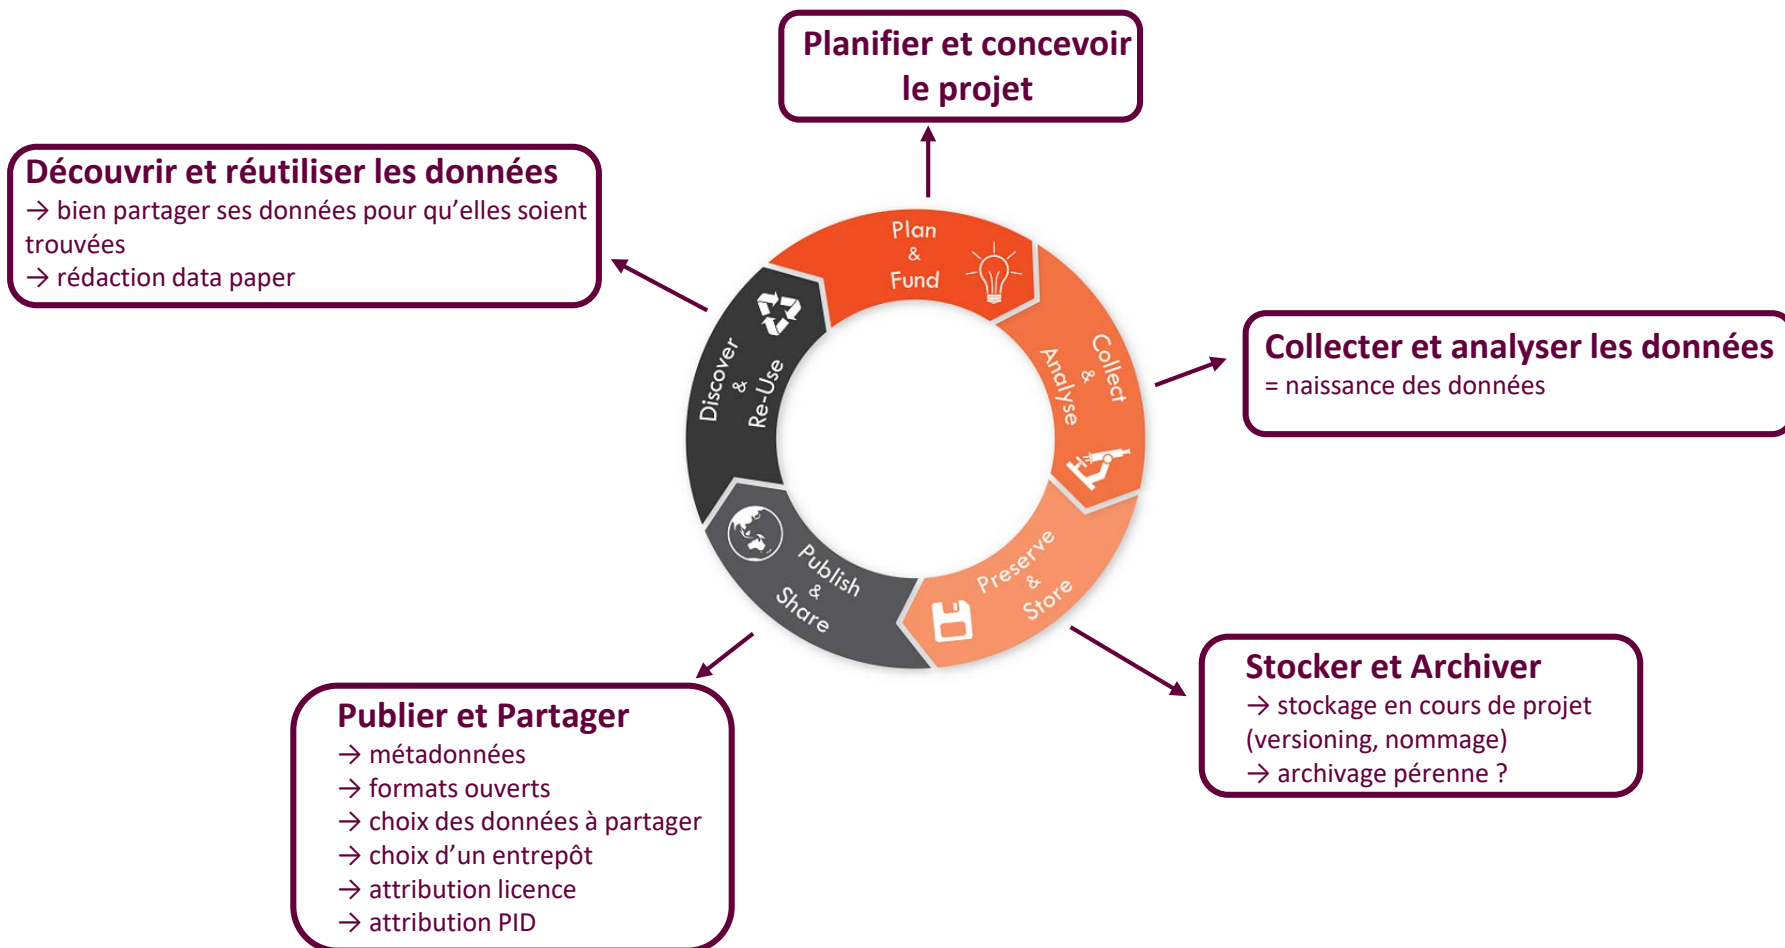 Planifier et concevoir
le projet
Découvrir et réutiliser les données
→ bien partager ses données pour qu’elles soient
trouvées
→ rédaction data paper
Plan
&
Fund
Collect
&
Analyse
Collecter et analyser les données
= naissance des données
Discover
&
Re-Use
Preserve
&
Store
Publish
&
Share
Stocker et Archiver
→ stockage en cours de projet
(versioning, nommage)
→ archivage pérenne ?
Publier et Partager
→ métadonnées
→ formats ouverts
→ choix des données à partager
→ choix d’un entrepôt
→ attribution licence
→ attribution PID